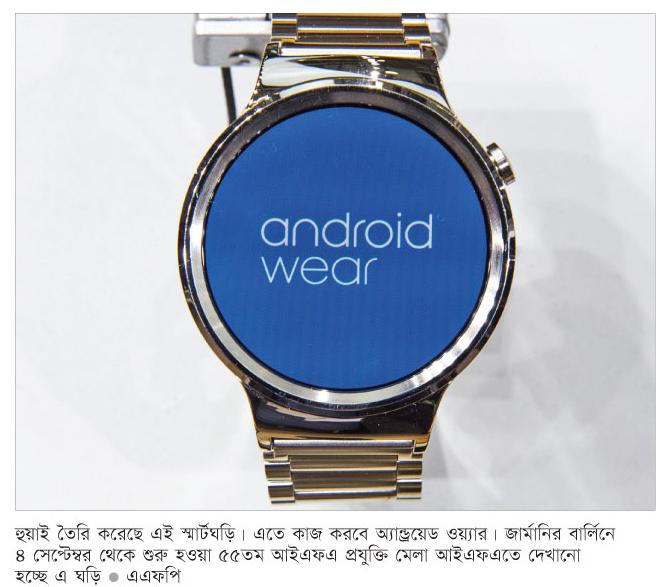 android
wear
হুয়াই তৈরি করেছে এই স্মার্টঘড়ি। এতে কাজ করবে অ্যান্ড্রয়েড ওয়্যার। জার্মানির বার্লিনে
৪ সেপ্টেম্বর থেকে শুরু হওয়া ৫৫তম আইএফএ প্রযুক্তি মেলা আইএফএতে দেখানো
হচ্ছে এ ঘড়ি ● এএফপি